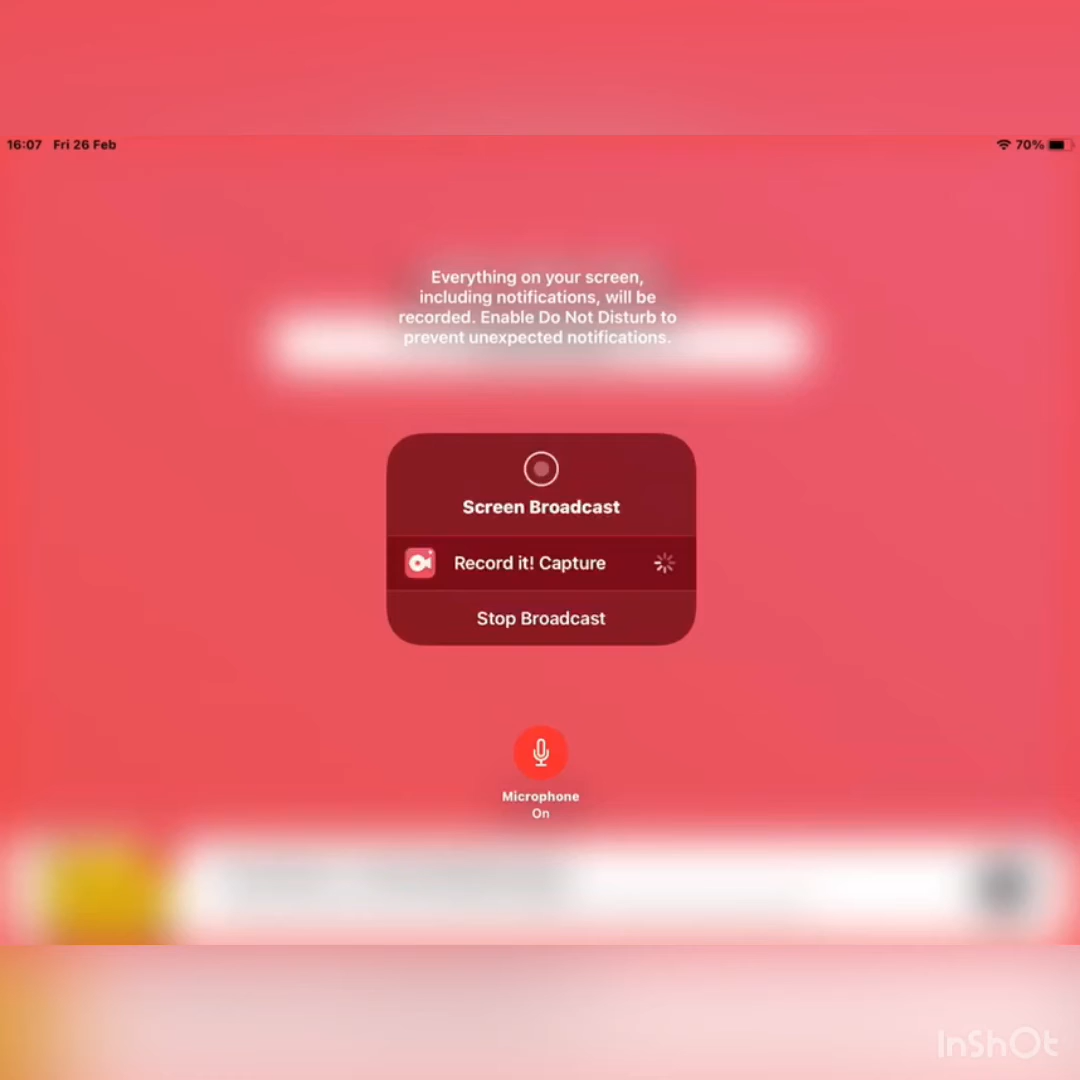 16:07 Fri 26 Feb
70%
Everything on your screen,
including notifications, will be
recorded. Enable Do Not Disturb to
prevent unexpected notifications.
Screen Broadcast
Record it! Capture
Stop Broadcast
Microphone
On
InShOt